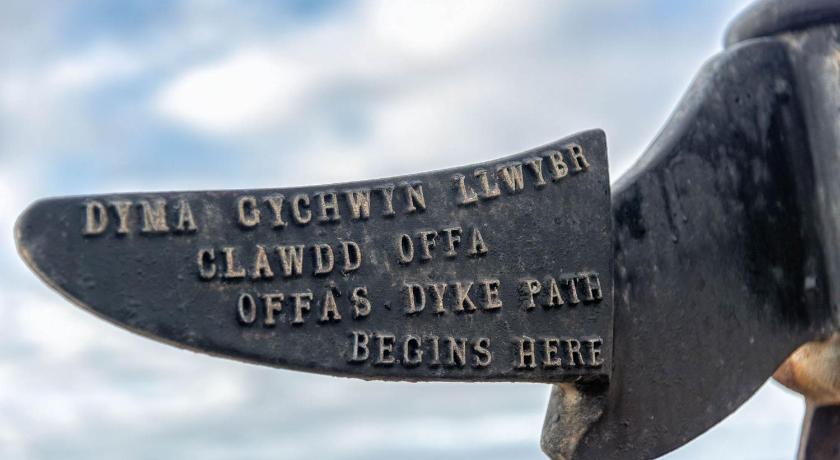 DYMA GYCHWYN LLWYBR
CLAWDD OFFA
OFFA'S DYKE PATH
BEGINS HERE